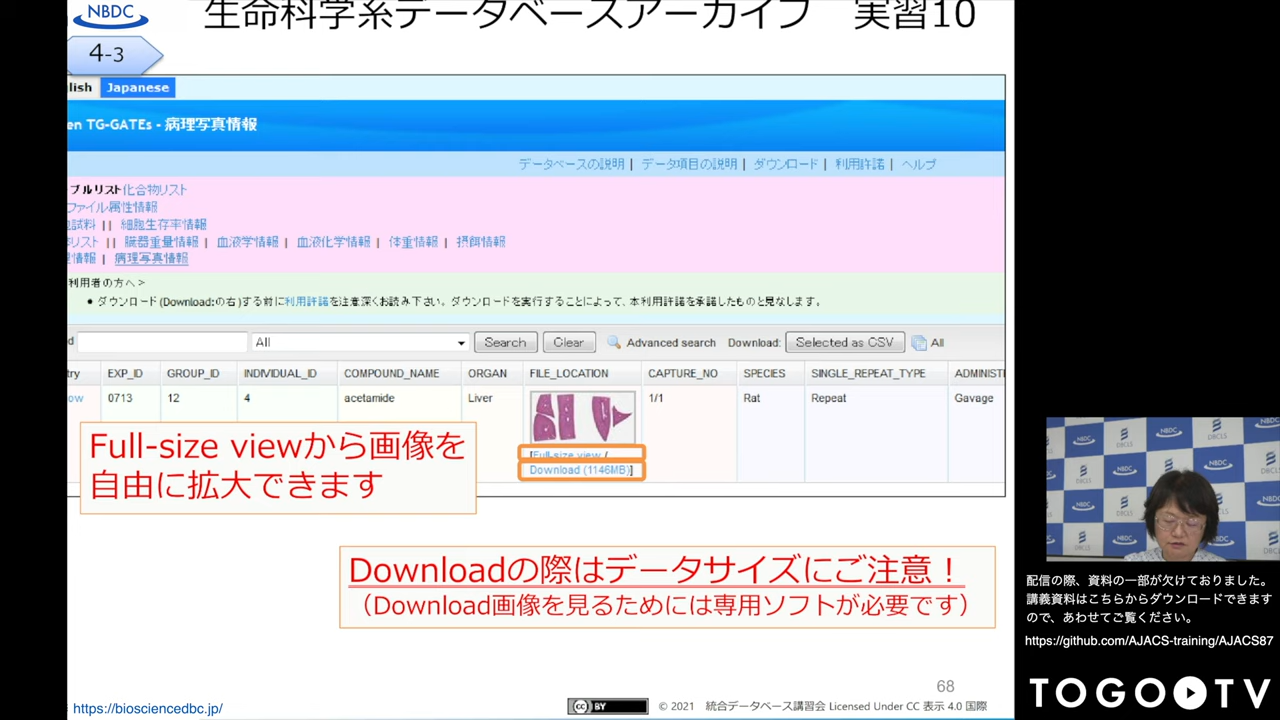 NBDC
生命科学系データベースアーカイブ 実習10
4-3
lish Japanese
en TG-GATEs - 病理写真情報
データベースの説明 | データ項目の説明 | ダウンロード | 利用許諾 | ヘルプ
ブルリスト化合物リスト
ファイル属性情報
試料 || 細胞生存率情報
リスト || 臓器重量情報 | 血液学情報 | 血液化学情報 | 体重情報 | 摂餌情報
情報 | 病理写真情報
利用者の方へ >
● ダウンロード(Download:の右)する前に利用許諾を注意深くお読み下さい。ダウンロードを実行することによって、本利用許諾を承諾したものと見なします。
d All Search Clear Advanced search Download: Selected as CSV All
try EXP_ID GROUP_ID INDIVIDUAL_ID COMPOUND_NAME ORGAN FILE_LOCATION CAPTURE_NO SPECIES SINGLE_REPEAT_TYPE ADMINIST
ow 0713 12 4 acetamide Liver 1/1 Rat Repeat Gavage
[Full-size view /
Download (1146MB)]
Full-size viewから画像を
自由に拡大できます
Downloadの際はデータサイズにご注意！
（Download画像を見るためには専用ソフトが必要です）
68
https://biosciencedbc.jp/
cc BY © 2021 統合データベース講習会 Licensed Under CC 表示 4.0 国際
NBDC
DBCLS
配信の際、資料の一部が欠けておりました。
講義資料はこちらからダウンロードできます
ので、あわせてご覧ください。
https://github.com/AJACS-training/AJACS87
TOGO TV